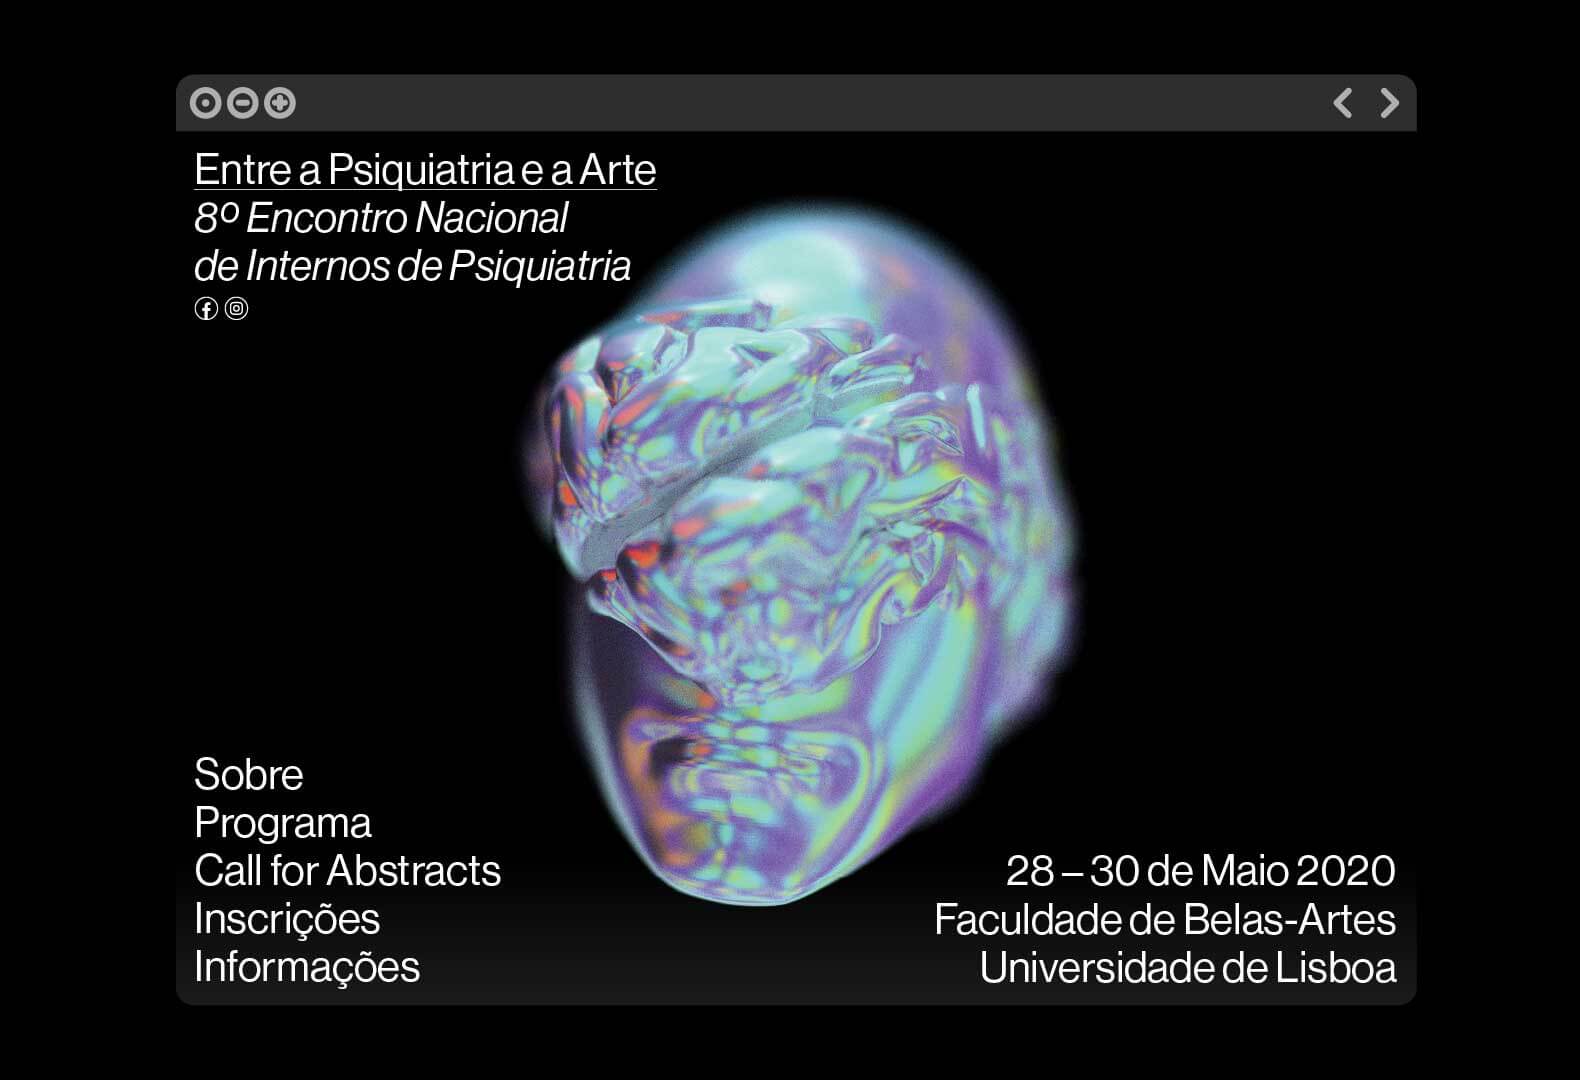 Entre a Psiquiatria e a Arte
8º Encontro Nacional
de Internos de Psiquiatria
Sobre
Programa
Call for Abstracts
Inscrições
Informações
28 – 30 de Maio 2020
Faculdade de Belas-Artes
Universidade de Lisboa